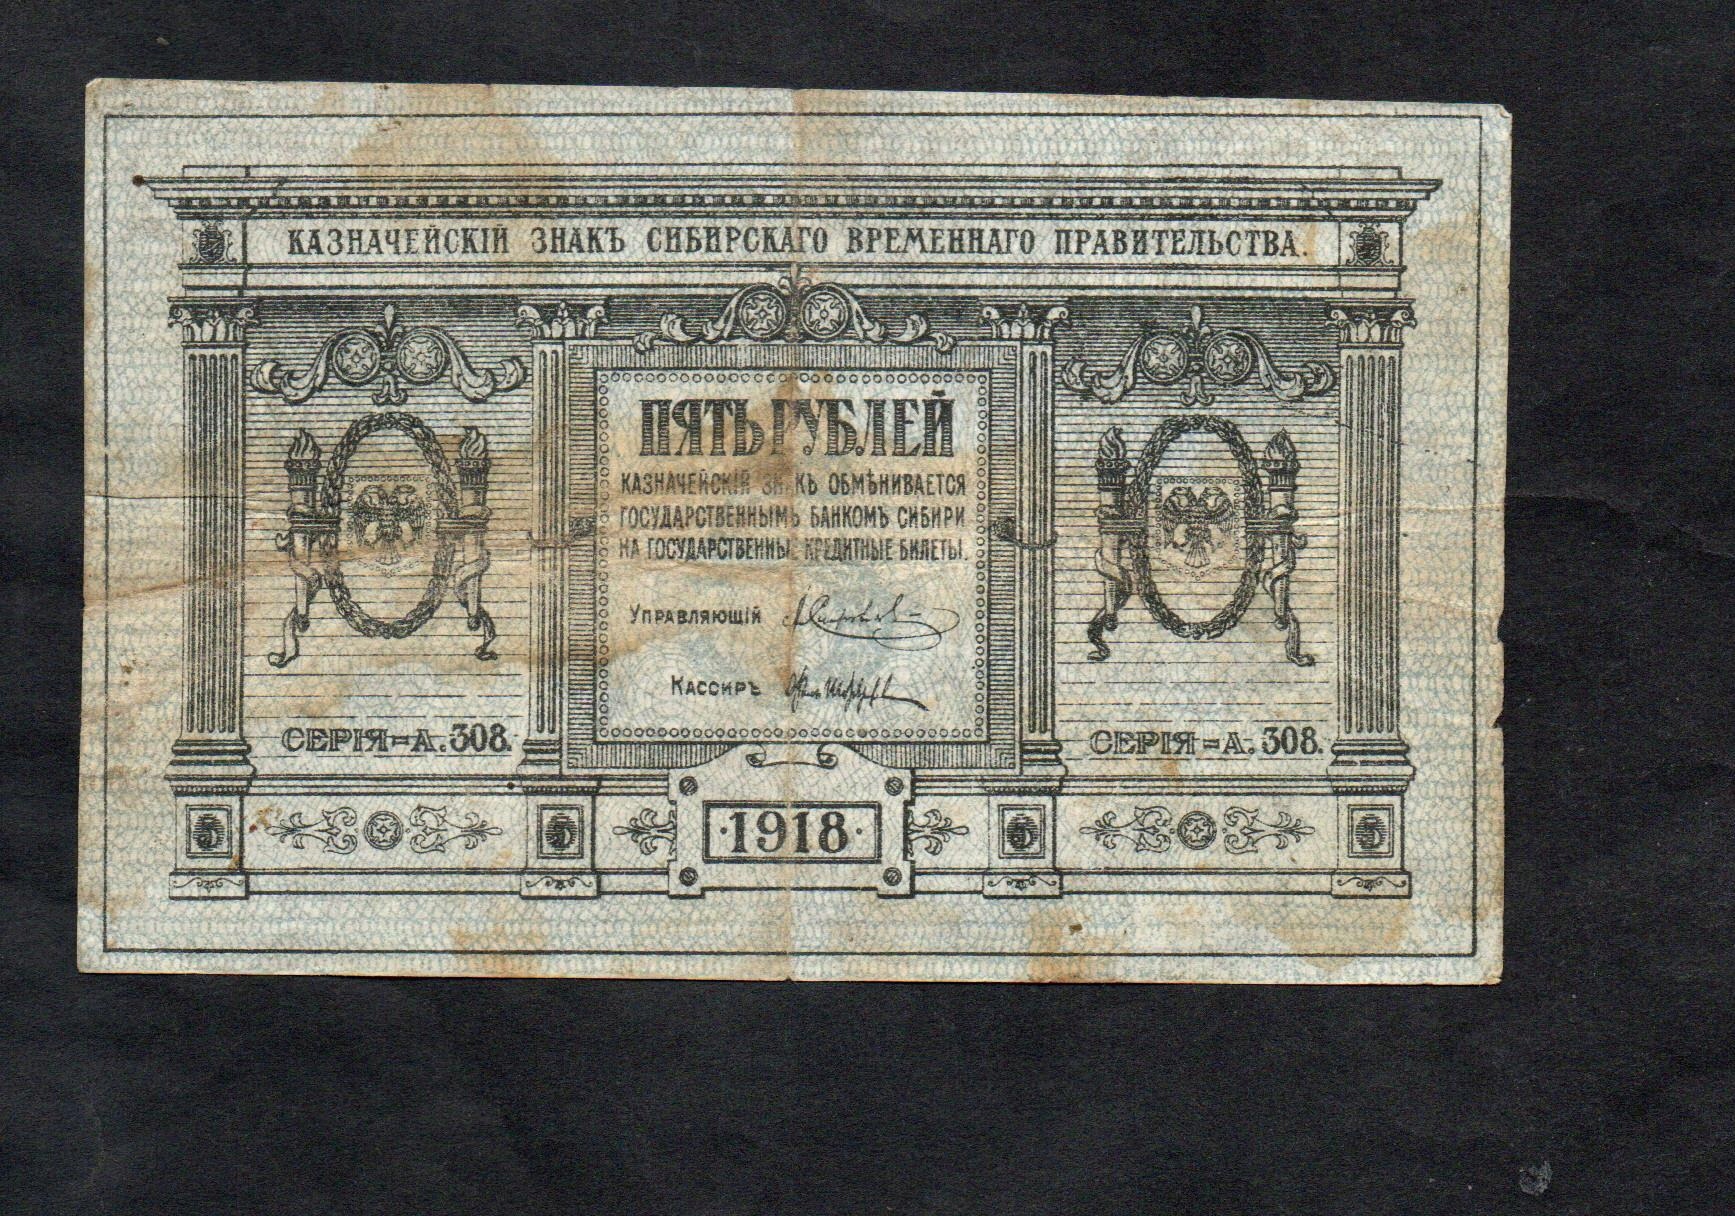 КАЗНАЧЕЙСКІЙ ЗНАКЪ СИБИРСКАГО ВРЕМЕННАГО ПРАВИТЕЛЬСТВА.
ПЯТЬ РУБЛЕЙ
КАЗНАЧЕЙСКІЙ ЗНАКЪ ОБМѢНИВАЕТСЯ
ГОСУДАРСТВЕННЫМЪ БАНКОМЪ СИБИРИ
НА ГОСУДАРСТВЕННЫЕ КРЕДИТНЫЕ БИЛЕТЫ.
УПРАВЛЯЮЩІЙ
КАССИРЪ
СЕРІЯ=А. 308. СЕРІЯ=А. 308.
5 5 ·1918· 5 5